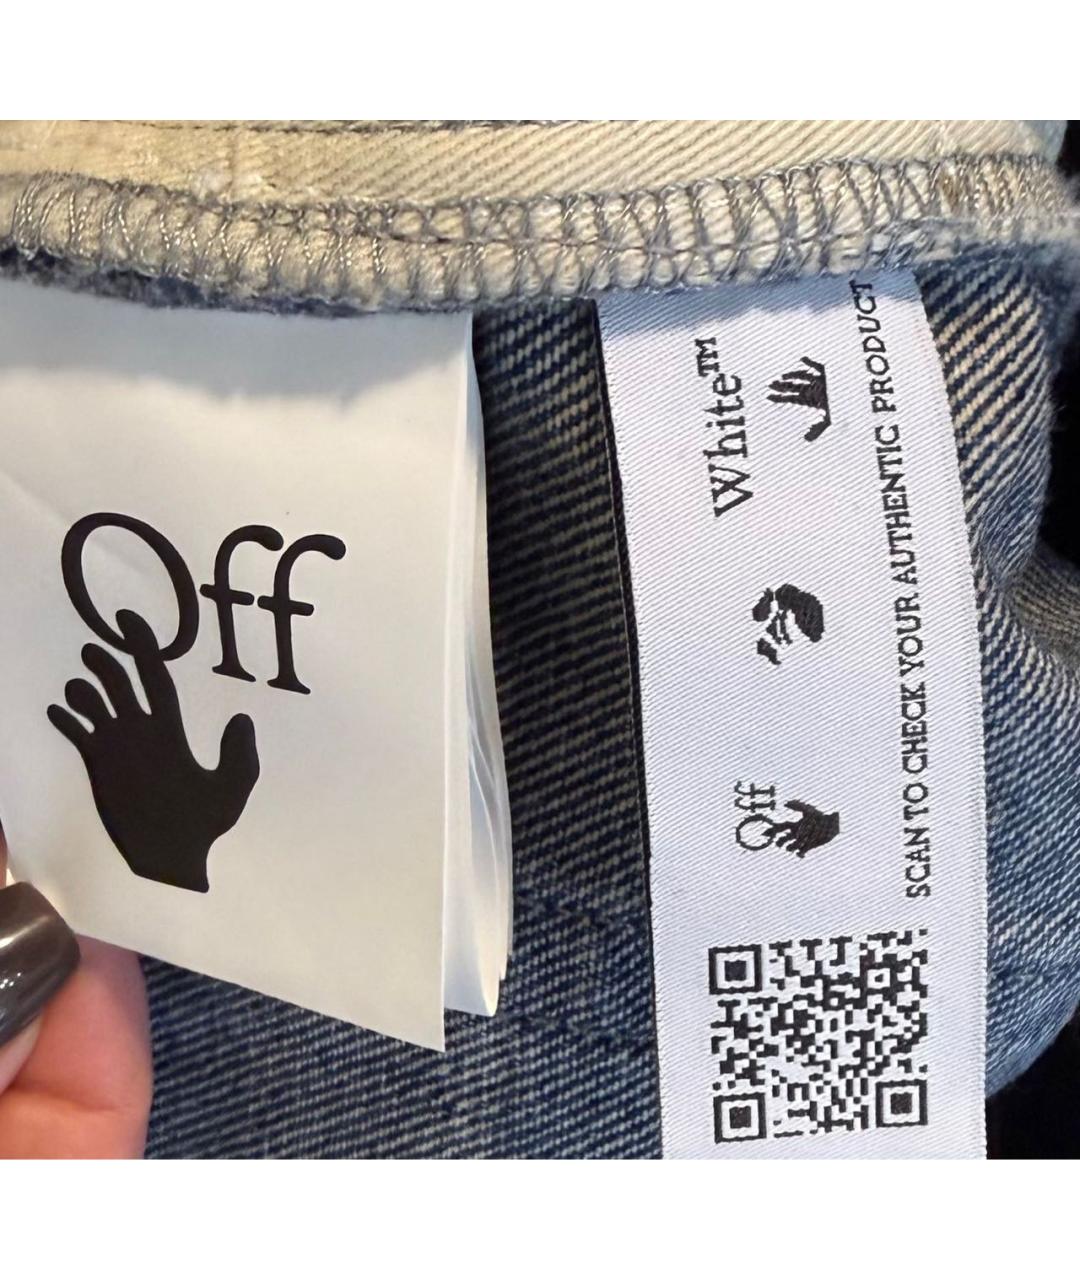 Off
Off
White™
SCAN TO CHECK YOUR AUTHENTIC PRODUCT